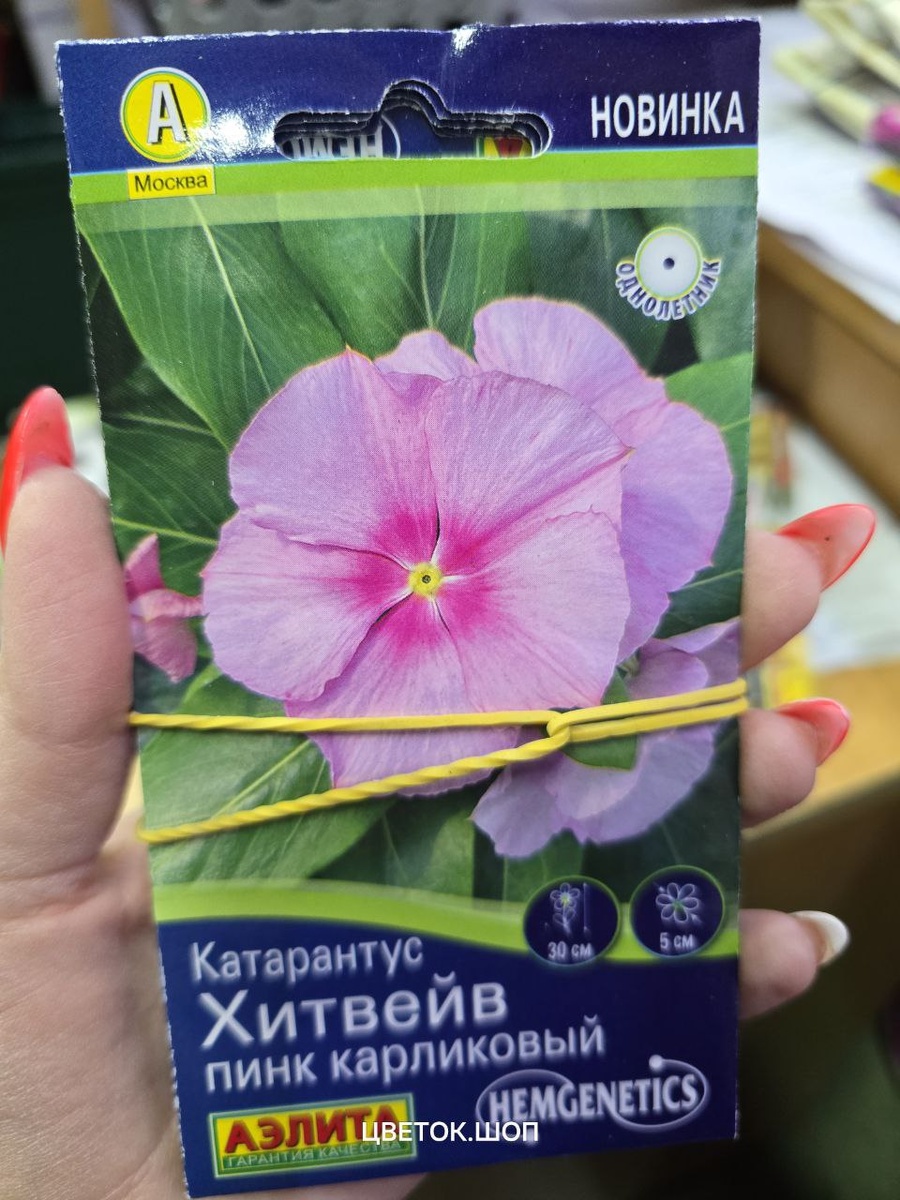 А
НОВИНКА
Москва
ОДНОЛЕТНИК
30 см
5 см
Катарантус
Хитвейв
пинк карликовый
HEMGENETICS
АЭЛИТА
ГАРАНТИЯ КАЧЕСТВА
ЦВЕТОК.ШОП